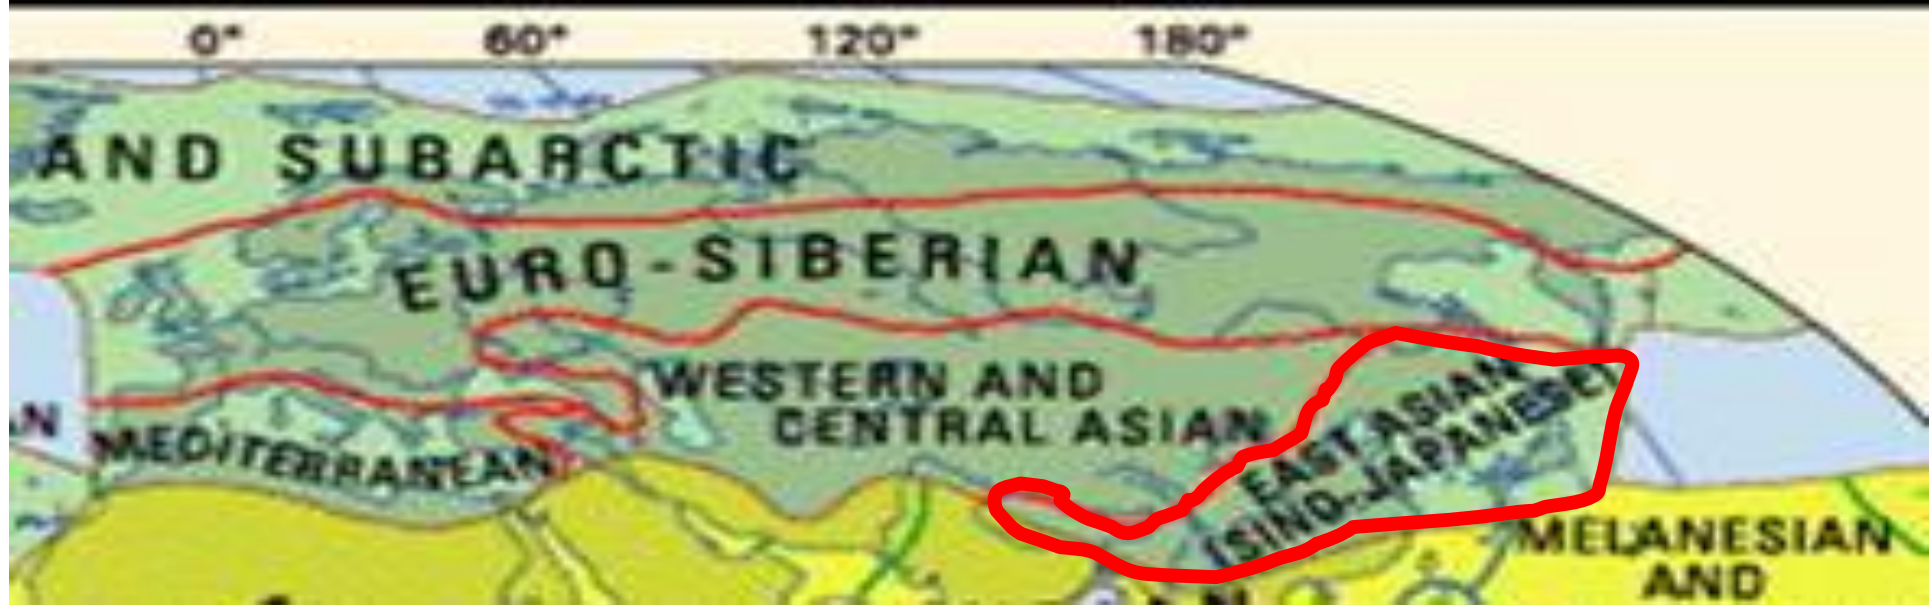 0° 60° 120° 180°
AND SUBARCTIC
EURO-SIBERIAN
WESTERN AND
CENTRAL ASIAN
EAST ASIAN
(SINO-JAPANESE)
MEDITERRANEAN
MELANESIAN
AND